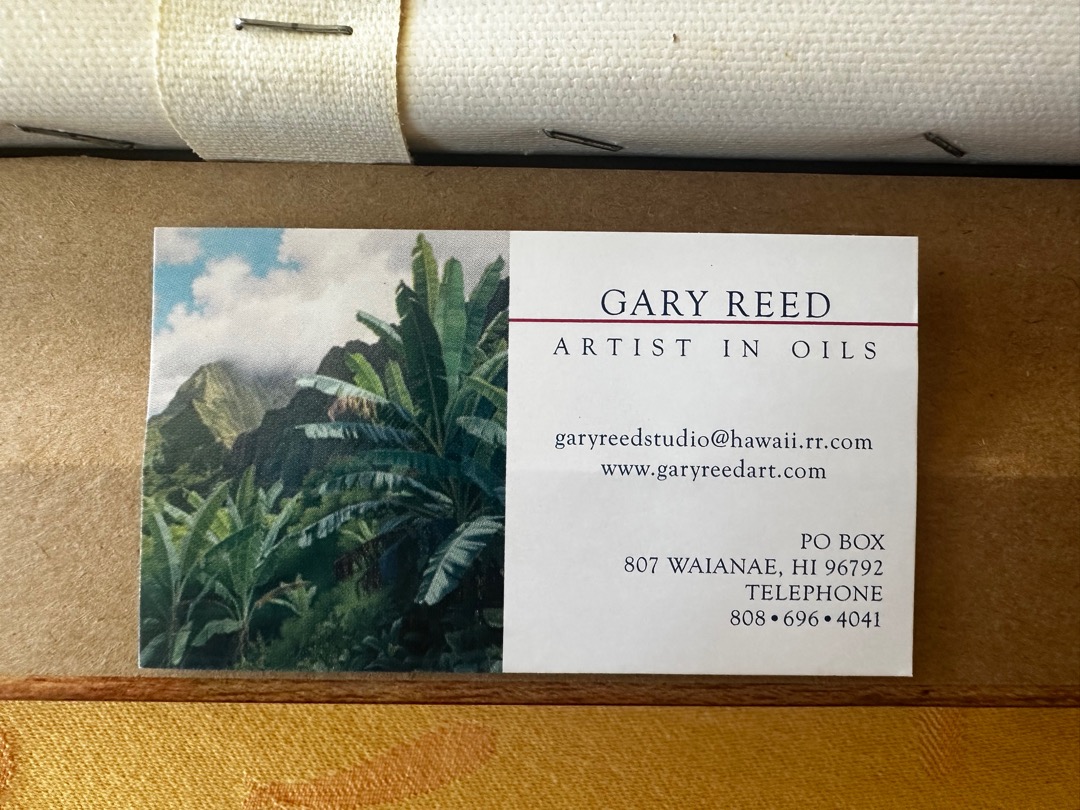 GARY REED
ARTIST IN OILS
garyreedstudio@hawaii.rr.com
www.garyreedart.com
PO BOX
807 WAIANAE, HI 96792
TELEPHONE
808•696•4041